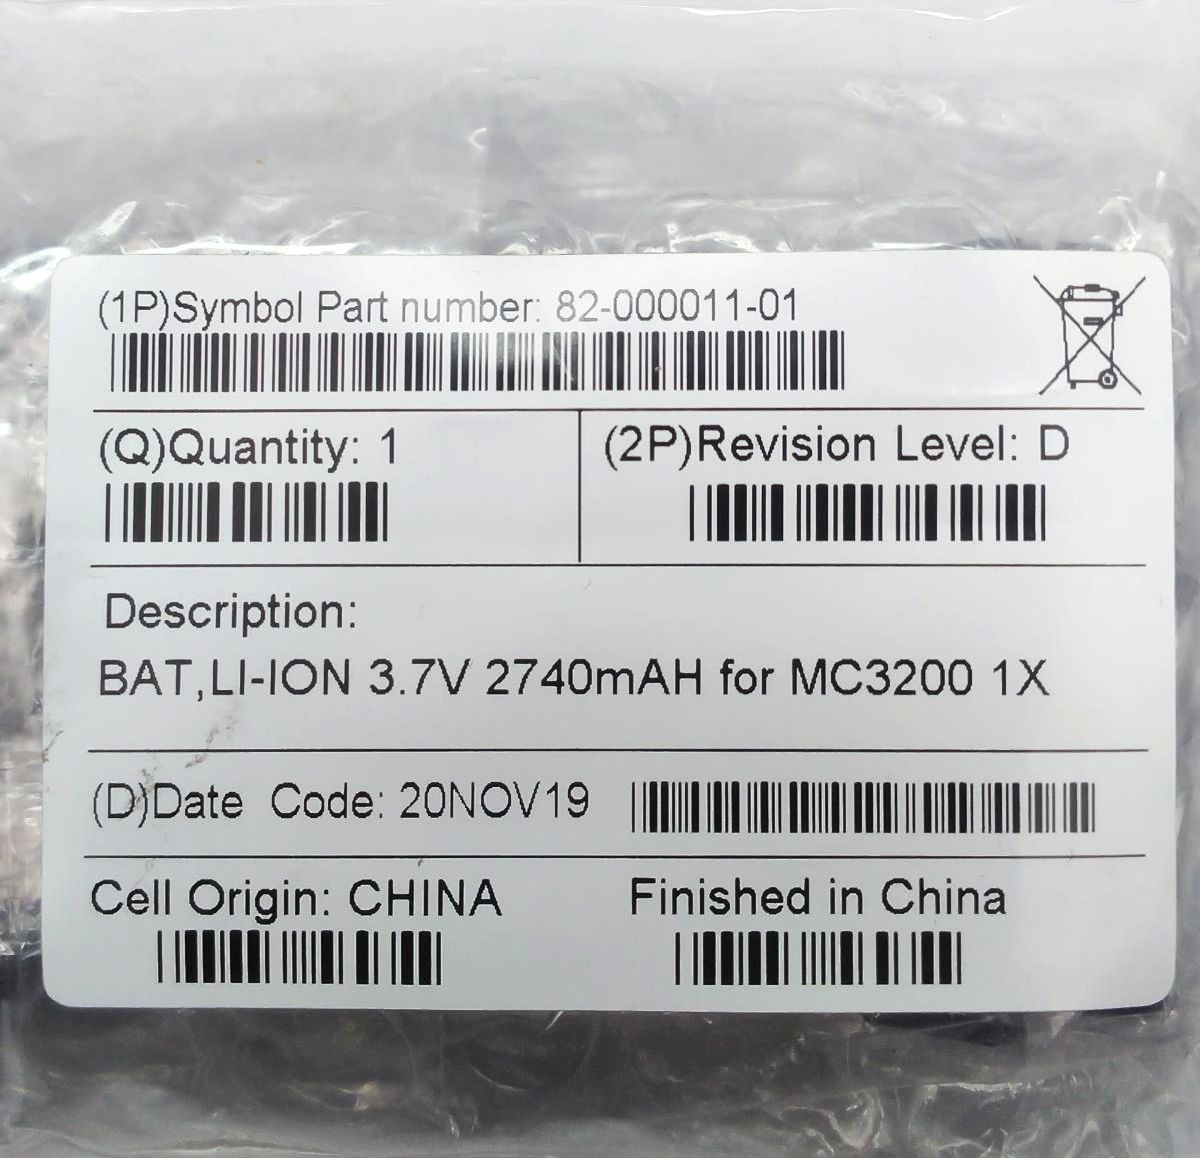 (1P)Symbol Part number: 82-000011-01
(Q)Quantity: 1
(2P)Revision Level: D
Description:
BAT,LI-ION 3.7V 2740mAH for MC3200 1X
(D)Date Code: 20NOV19
Cell Origin: CHINA
Finished in China